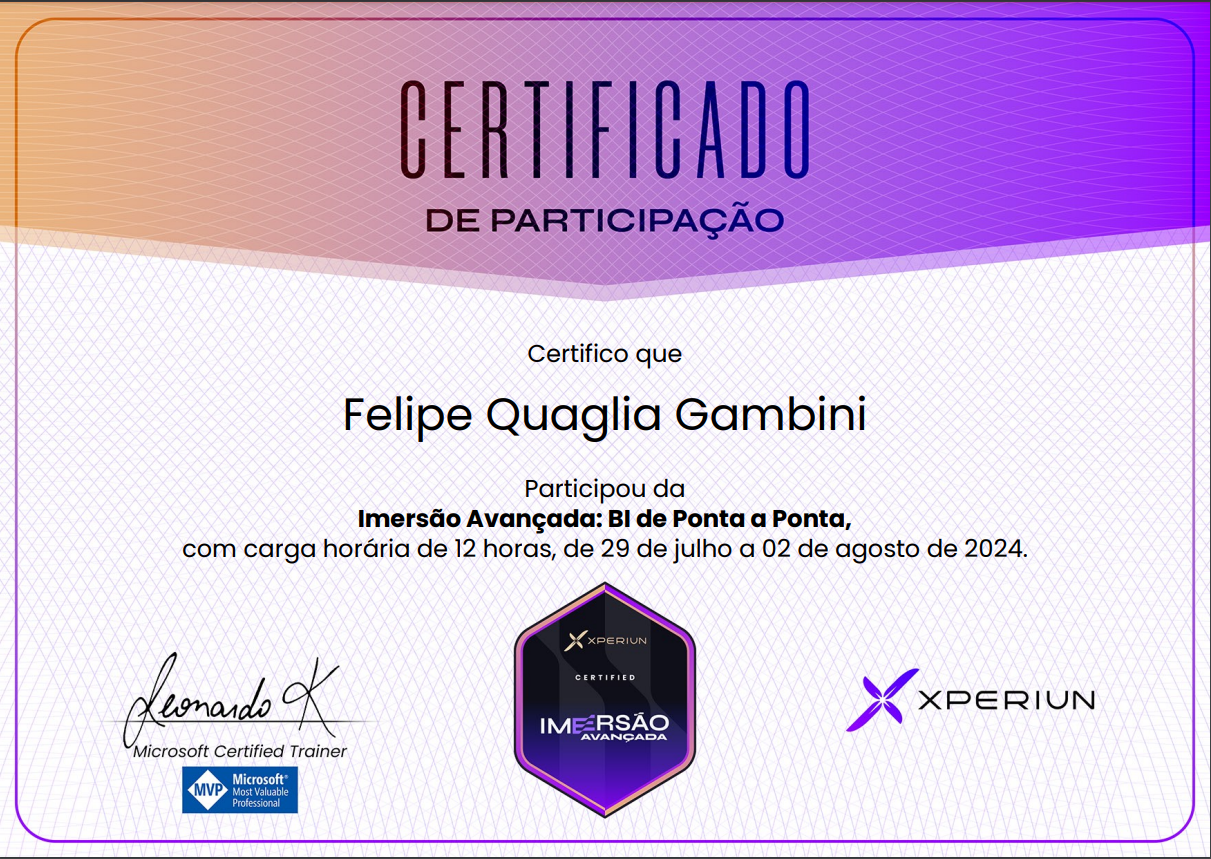 CERTIFICADO
DE PARTICIPAÇÃO
Certifico que
Felipe Quaglia Gambini
Participou da
Imersão Avançada: BI de Ponta a Ponta,
com carga horária de 12 horas, de 29 de julho a 02 de agosto de 2024.
XPERIUN
CERTIFIED
IMERSÃO
AVANÇADA
Leonardo K
Microsoft Certified Trainer
MVP
Microsoft®
Most Valuable
Professional
XPERIUN